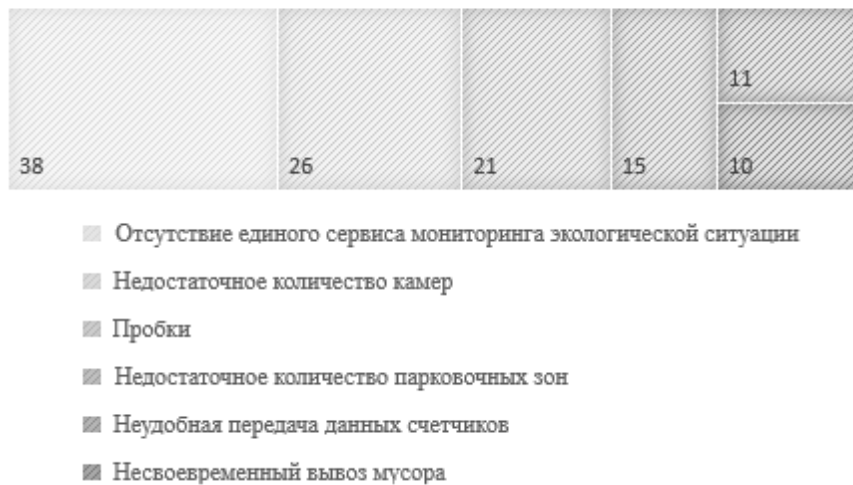 11
38 26 21 15 10
Отсутствие единого сервиса мониторинга экологической ситуации
Недостаточное количество камер
Пробки
Недостаточное количество парковочных зон
Неудобная передача данных счетчиков
Несвоевременный вывоз мусора